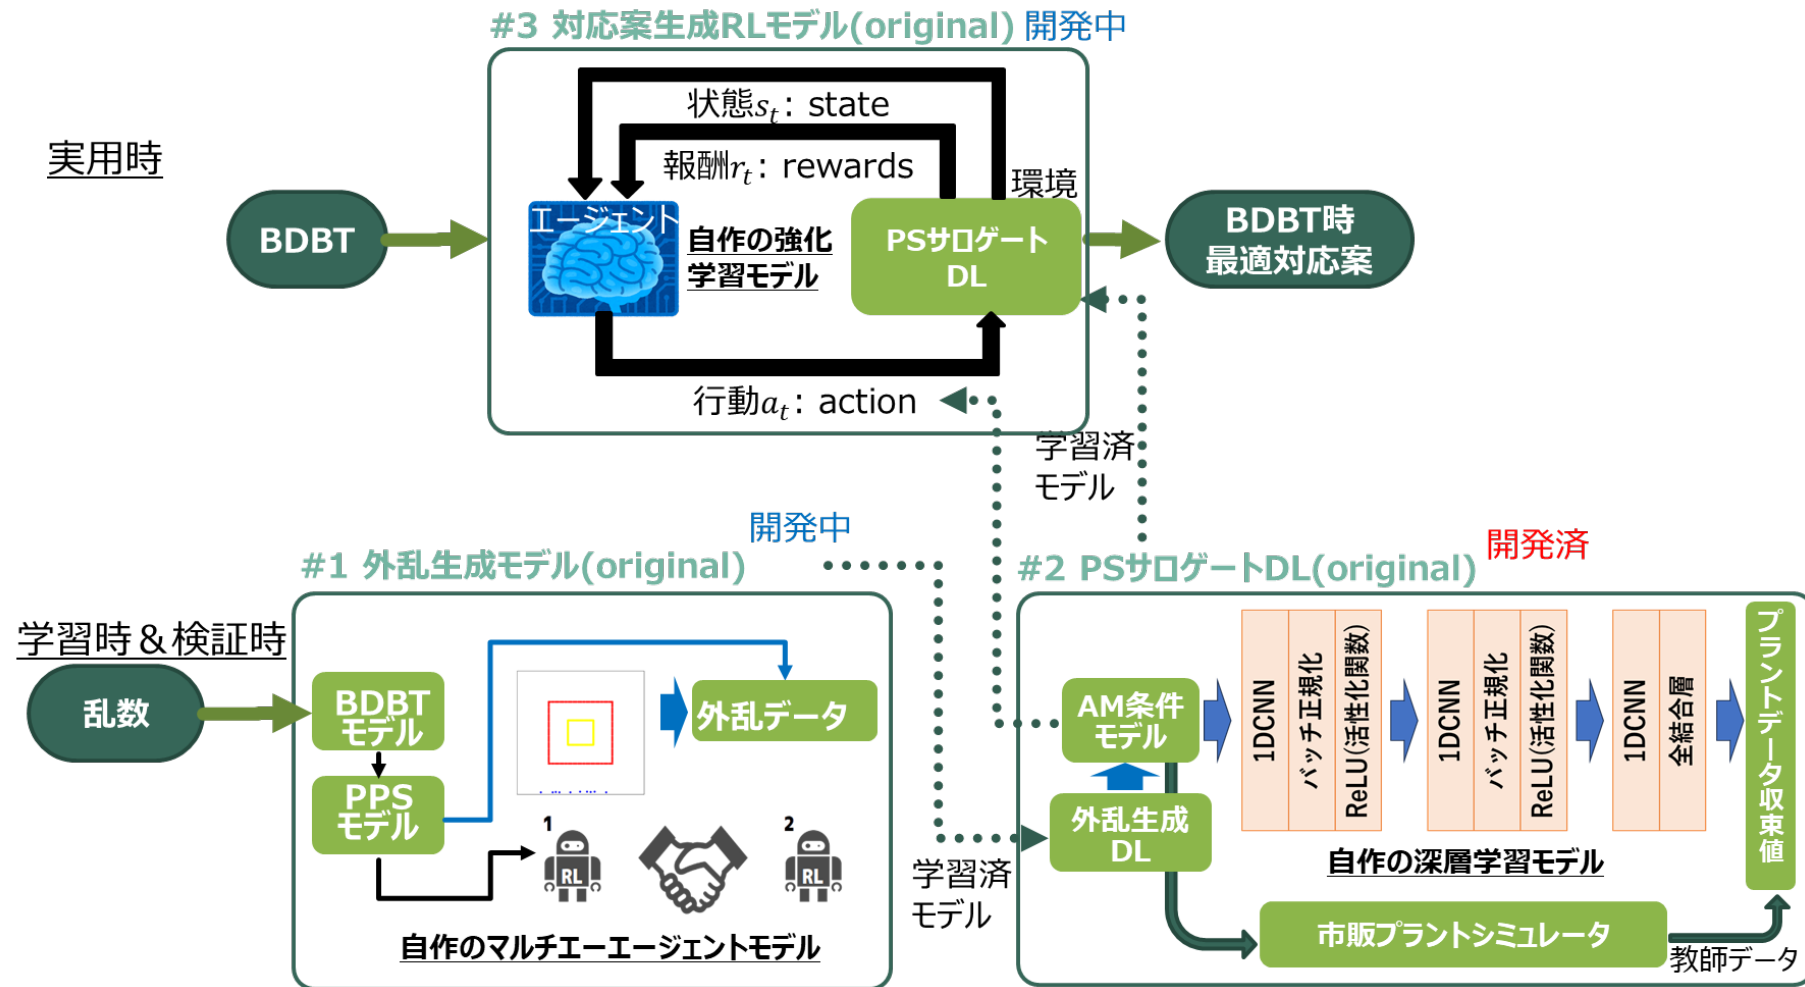 #3 対応案生成RLモデル(original) 開発中
状態s_t: state
報酬r_t: rewards
環境
実用時
BDBT
エージェント
自作の強化
学習モデル
PSサロゲート
DL
BDBT時
最適対応案
行動a_t: action
学習済
モデル
開発中
#1 外乱生成モデル(original)
開発済
#2 PSサロゲートDL(original)
学習時＆検証時
乱数
BDBT
モデル
PPS
モデル
外乱データ
1
RL
2
RL
自作のマルチエーエージェントモデル
学習済
モデル
AM条件
モデル
外乱生成
DL
1DCNN
バッチ正規化
ReLU(活性化関数)
1DCNN
バッチ正規化
ReLU(活性化関数)
1DCNN
全結合層
プラントデータ収束値
自作の深層学習モデル
市販プラントシミュレータ
教師データ